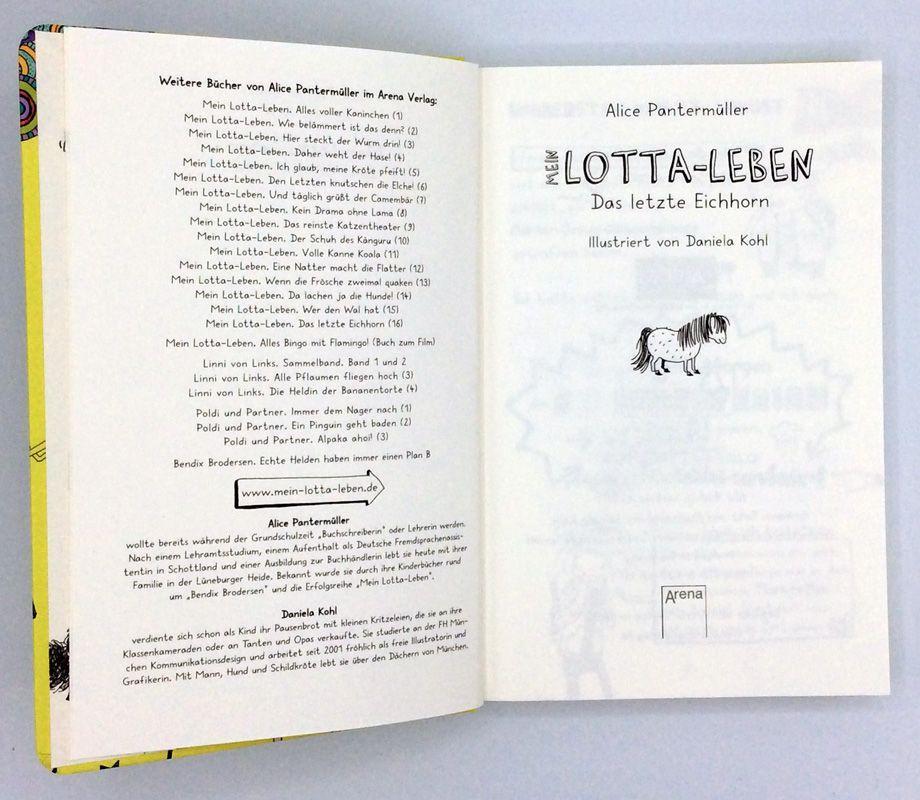 Weitere Bücher von Alice Pantermüller im Arena Verlag:
Mein Lotta-Leben. Alles voller Kaninchen (1)
Mein Lotta-Leben. Wie belämmert ist das denn? (2)
Mein Lotta-Leben. Hier steckt der Wurm drin! (3)
Mein Lotta-Leben. Daher weht der Hase! (4)
Mein Lotta-Leben. Ich glaub, meine Kröte pfeift! (5)
Mein Lotta-Leben. Den Letzten knutschen die Elche! (6)
Mein Lotta-Leben. Und täglich grüßt der Camembär (7)
Mein Lotta-Leben. Kein Drama ohne Lama (8)
Mein Lotta-Leben. Das reinste Katzentheater (9)
Mein Lotta-Leben. Der Schuh des Känguru (10)
Mein Lotta-Leben. Volle Kanne Koala (11)
Mein Lotta-Leben. Eine Natter macht die Flatter (12)
Mein Lotta-Leben. Wenn die Frösche zweimal quaken (13)
Mein Lotta-Leben. Da lachen ja die Hunde! (14)
Mein Lotta-Leben. Wer den Wal hat (15)
Mein Lotta-Leben. Das letzte Eichhorn (16)
Mein Lotta-Leben. Alles Bingo mit Flamingo! (Buch zum Film)
Linni von Links. Sammelband. Band 1 und 2
Linni von Links. Alle Pflaumen fliegen hoch (3)
Linni von Links. Die Heldin der Bananentorte (4)
Poldi und Partner. Immer dem Nager nach (1)
Poldi und Partner. Ein Pinguin geht baden (2)
Poldi und Partner. Alpaka ahoi! (3)
Bendix Brodersen. Echte Helden haben immer einen Plan B
www.mein-lotta-leben.de
Alice Pantermüller
wollte bereits während der Grundschulzeit „Buchschreiberin" oder Lehrerin werden.
Nach einem Lehramtsstudium, einem Aufenthalt als Deutsche Fremdsprachenassis-
tentin in Schottland und einer Ausbildung zur Buchhändlerin lebt sie heute mit ihrer
Familie in der Lüneburger Heide. Bekannt wurde sie durch ihre Kinderbücher rund
um „Bendix Brodersen" und die Erfolgsreihe „Mein Lotta-Leben".
Daniela Kohl
verdiente sich schon als Kind ihr Pausenbrot mit kleinen Kritzeleien, die sie an ihre
Klassenkameraden oder an Tanten und Opas verkaufte. Sie studierte an der FH Mün-
chen Kommunikationsdesign und arbeitet seit 2001 fröhlich als freie Illustratorin und
Grafikerin. Mit Mann, Hund und Schildkröte lebt sie über den Dächern von München.
Alice Pantermüller
MEIN LOTTA-LEBEN
Das letzte Eichhorn
Illustriert von Daniela Kohl
Arena